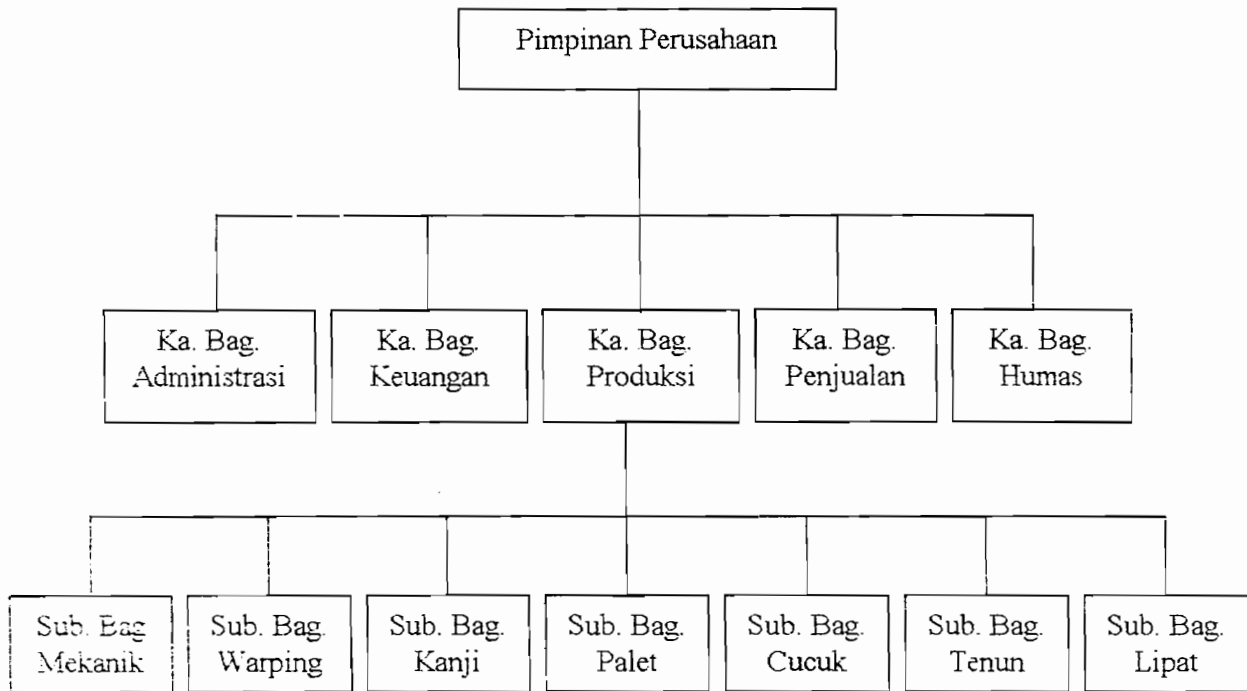 Pimpinan Perusahaan
Ka. Bag.
Administrasi
Ka. Bag.
Keuangan
Ka. Bag.
Produksi
Ka. Bag.
Penjualan
Ka. Bag.
Humas
Sub. Bag
Mekanik
Sub. Bag.
Warping
Sub. Bag.
Kanji
Sub. Bag.
Palet
Sub. Bag.
Cucuk
Sub. Bag.
Tenun
Sub. Bag.
Lipat